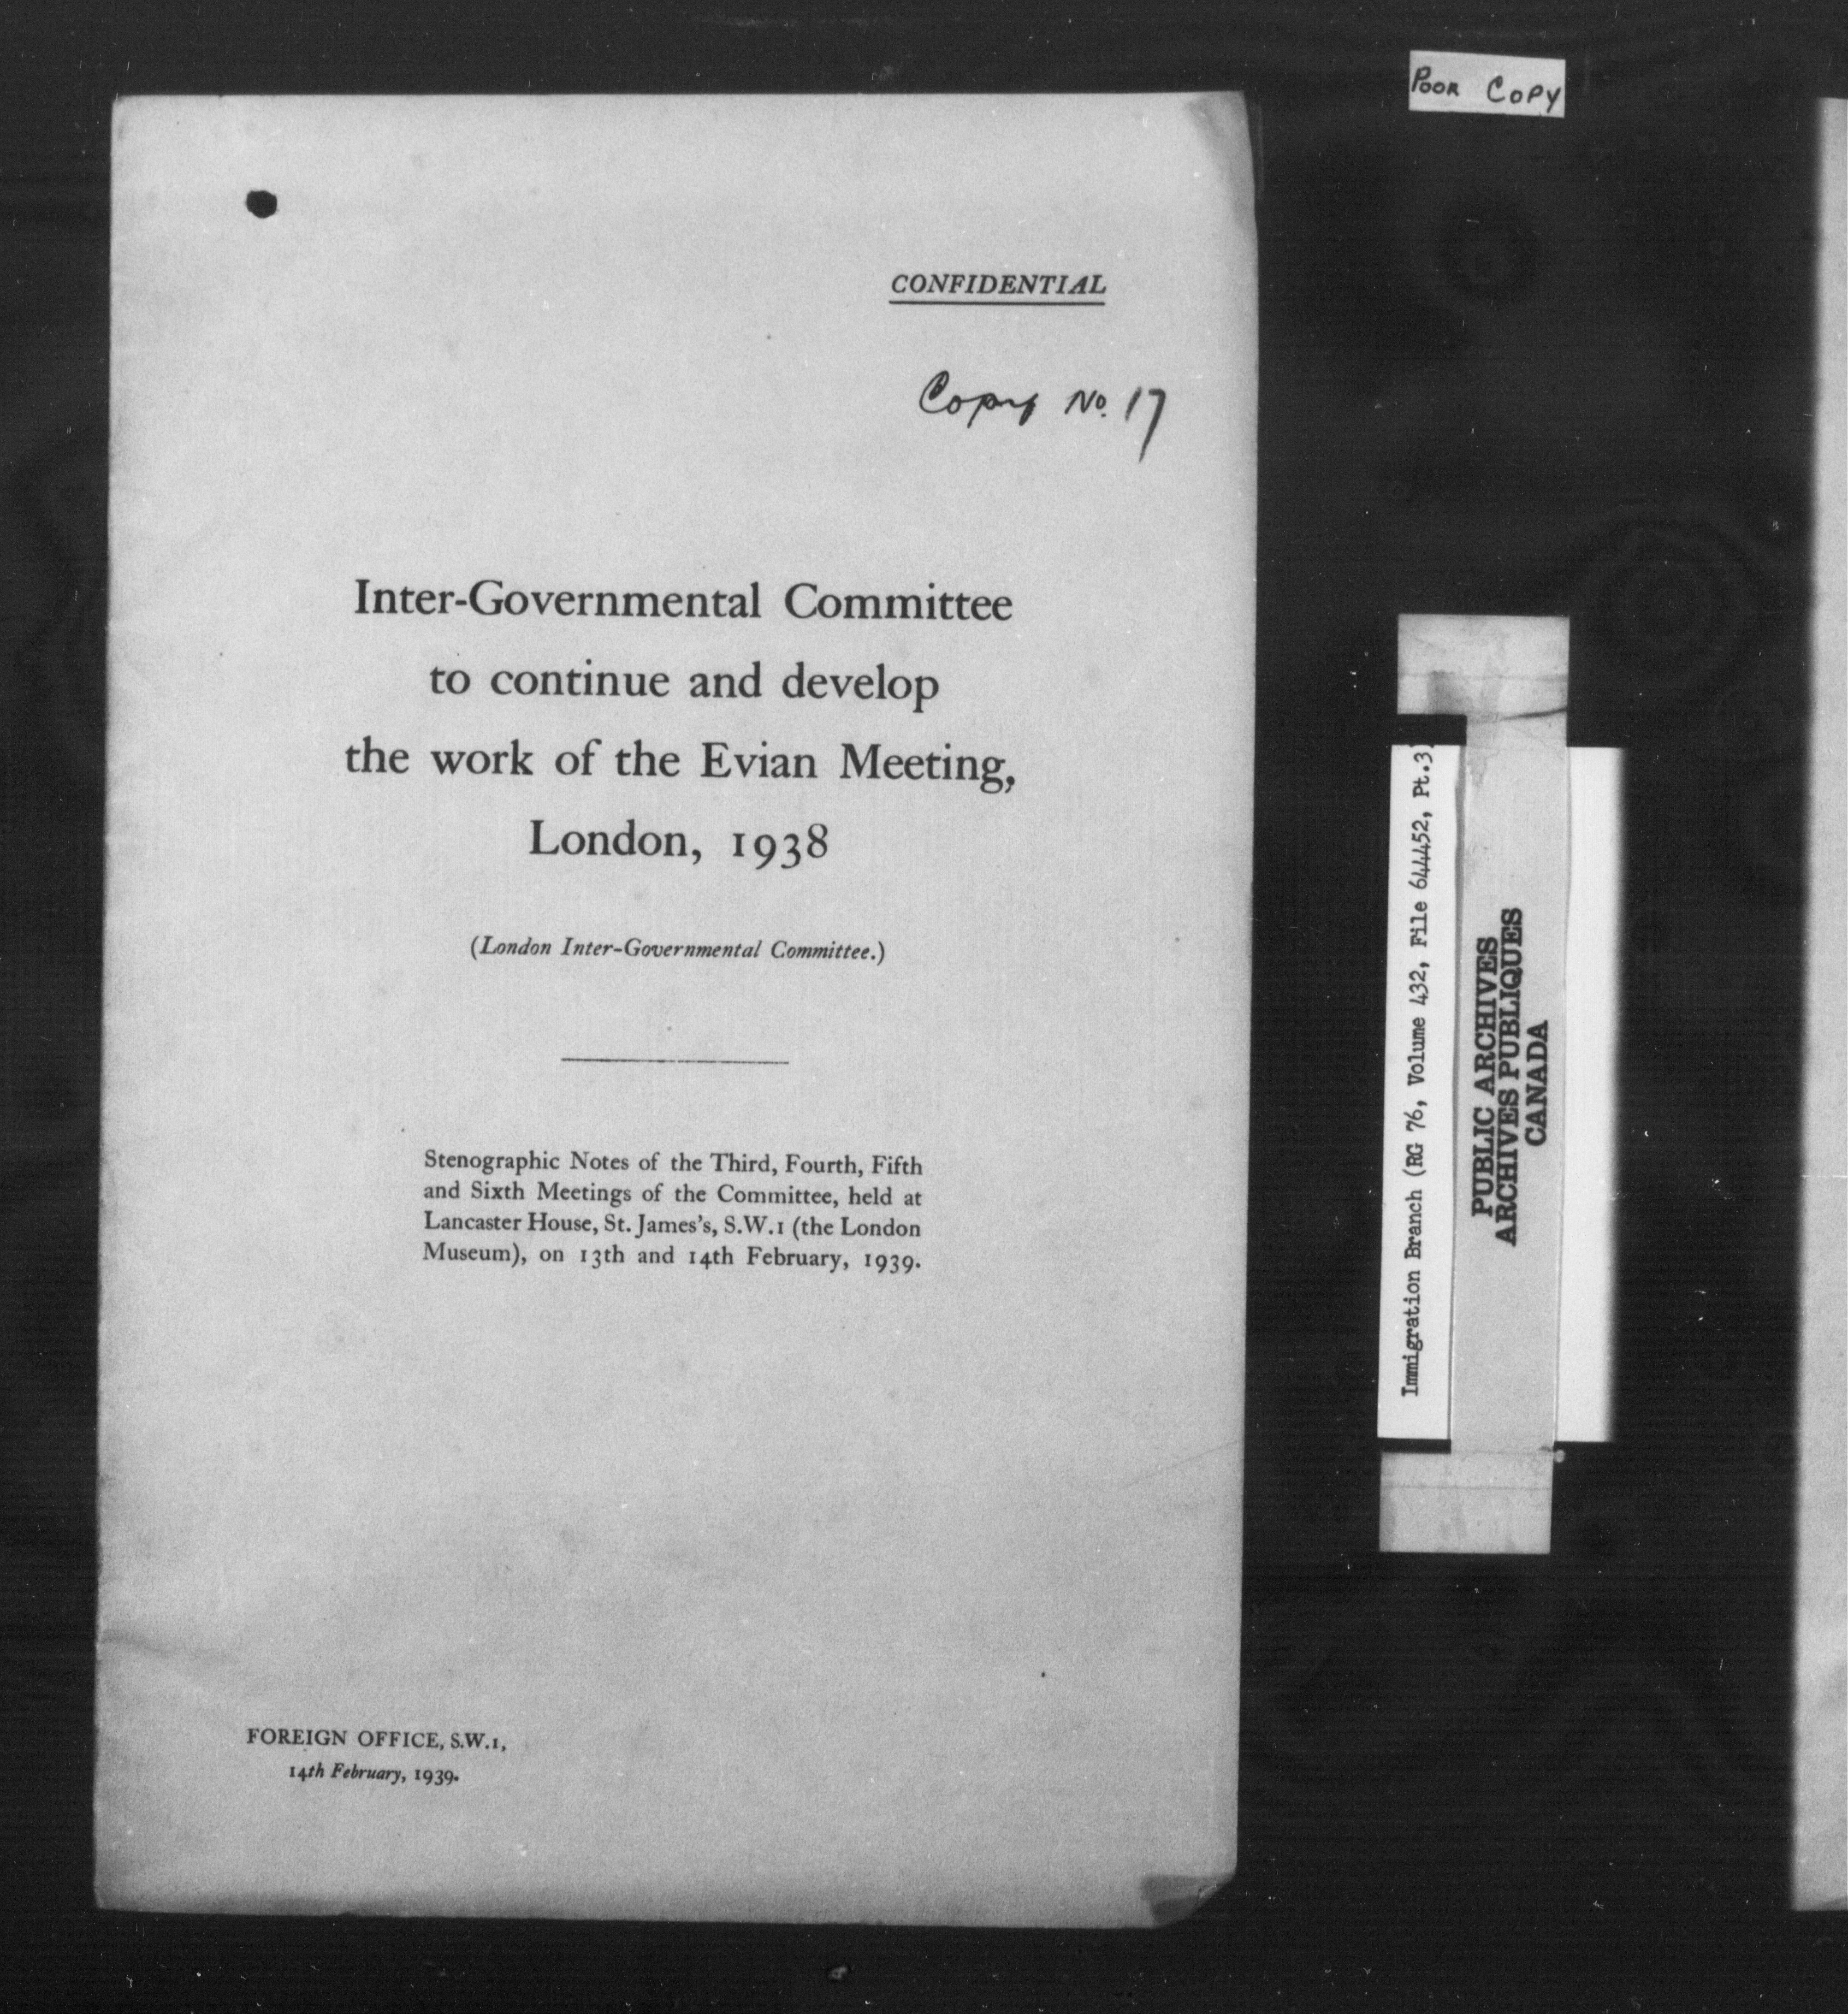 POOR COPY
CONFIDENTIAL
Copy No. 17
Inter-Governmental Committee
to continue and develop
the work of the Evian Meeting,
London, 1938
(London Inter-Governmental Committee.)
Stenographic Notes of the Third, Fourth, Fifth
and Sixth Meetings of the Committee, held at
Lancaster House, St. James's, S.W.1 (the London
Museum), on 13th and 14th February, 1939.
FOREIGN OFFICE, S.W.1,
14th February, 1939.
Immigration Branch (RG 76, Volume 432, File 644452, Pt.3)
PUBLIC ARCHIVES
ARCHIVES PUBLIQUES
CANADA